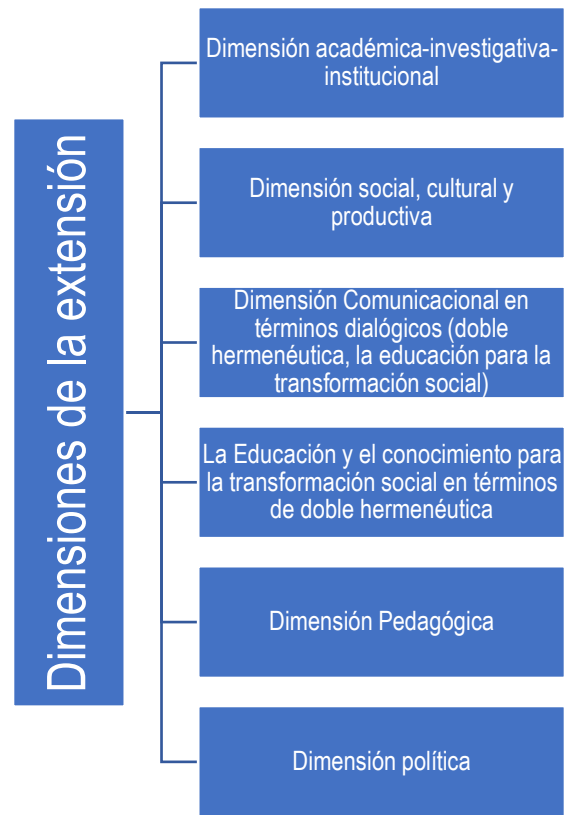 Dimensiones de la extensión
Dimensión académica-investigativa-
institucional
Dimensión social, cultural y
productiva
Dimensión Comunicacional en
términos dialógicos (doble
hermenéutica, la educación para la
transformación social)
La Educación y el conocimiento para
la transformación social en términos
de doble hermenéutica
Dimensión Pedagógica
Dimensión política